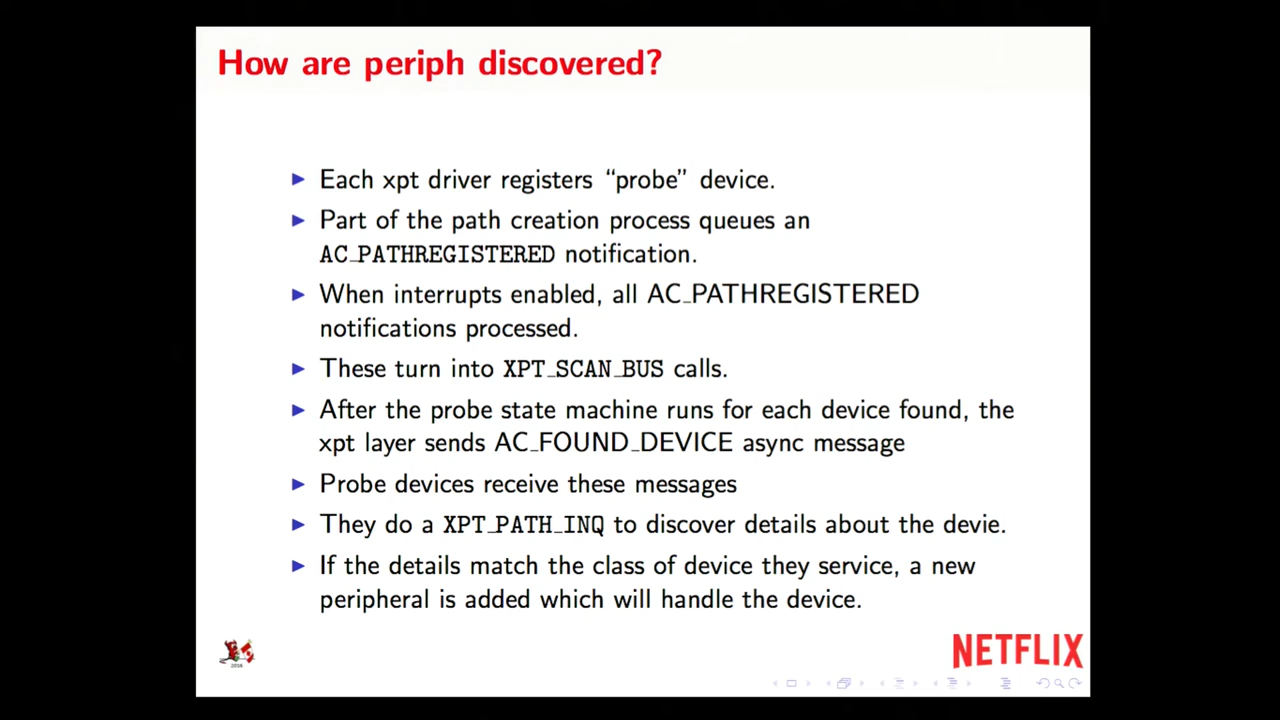 How are periph discovered?
Each xpt driver registers “probe” device.
Part of the path creation process queues an
AC_PATHREGISTERED notification.
When interrupts enabled, all AC_PATHREGISTERED
notifications processed.
These turn into XPT_SCAN_BUS calls.
After the probe state machine runs for each device found, the
xpt layer sends AC_FOUND_DEVICE async message
Probe devices receive these messages
They do a XPT_PATH_INQ to discover details about the devie.
If the details match the class of device they service, a new
peripheral is added which will handle the device.
NETFLIX